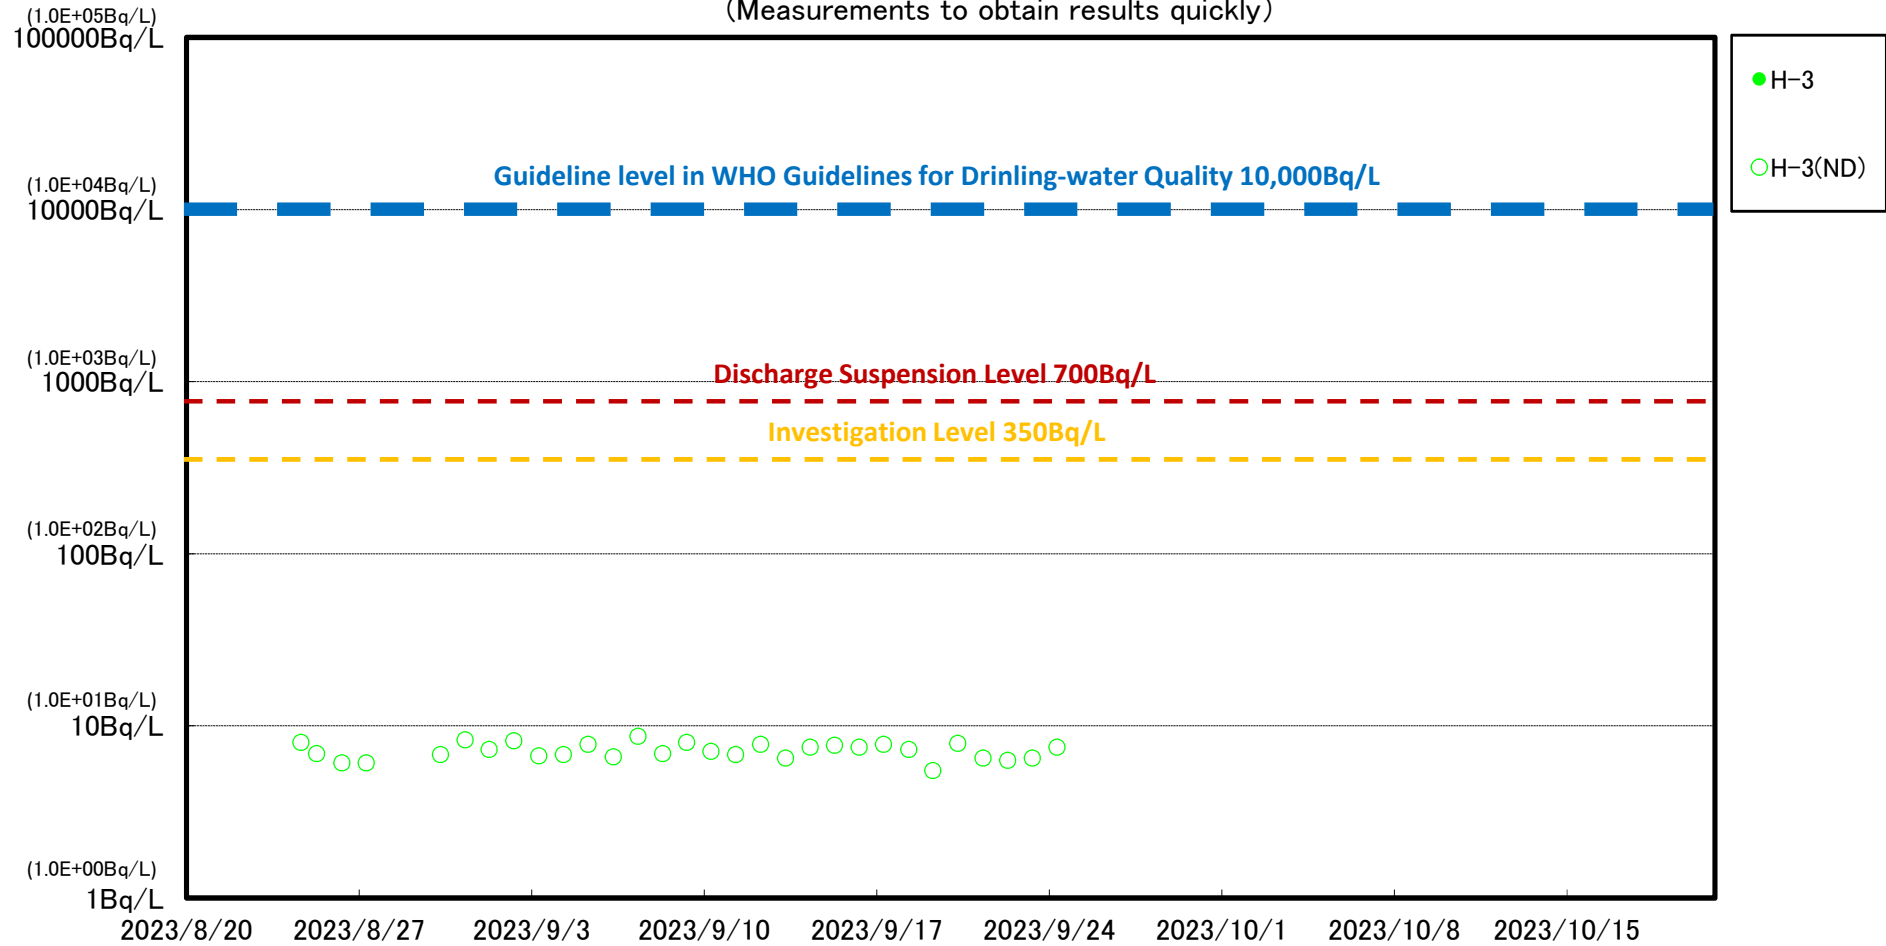 (Measurements to obtain results quickly)
(1.0E+05Bq/L)
100000Bq/L
H-3
H-3(ND)
Guideline level in WHO Guidelines for Drinling-water Quality 10,000Bq/L
(1.0E+04Bq/L)
10000Bq/L
(1.0E+03Bq/L)
1000Bq/L
Discharge Suspension Level 700Bq/L
Investigation Level 350Bq/L
(1.0E+02Bq/L)
100Bq/L
(1.0E+01Bq/L)
10Bq/L
(1.0E+00Bq/L)
1Bq/L
2023/8/20 2023/8/27 2023/9/3 2023/9/10 2023/9/17 2023/9/24 2023/10/1 2023/10/8 2023/10/15